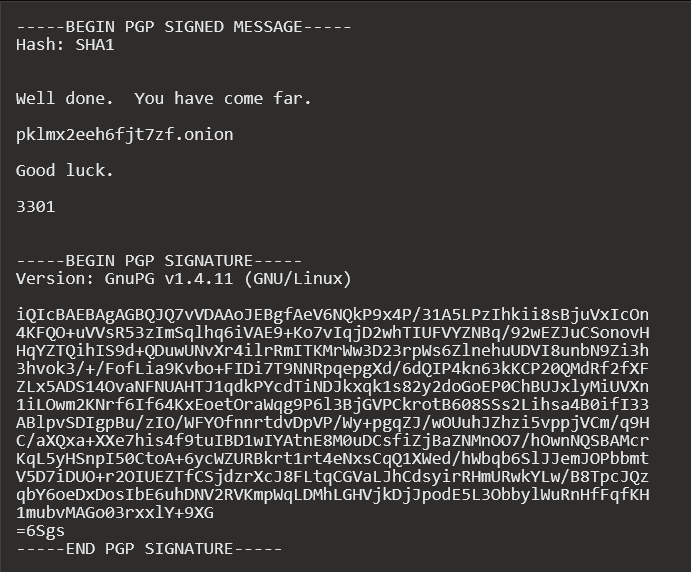 -----BEGIN PGP SIGNED MESSAGE-----
Hash: SHA1
Well done.  You have come far.
pklmx2eeh6fjt7zf.onion
Good luck.
3301
-----BEGIN PGP SIGNATURE-----
Version: GnuPG v1.4.11 (GNU/Linux)
iQIcBAEBAgAGBQJQ7vVDAAoJEBgfAeV6NQkP9x4P/31A5LPzIhkii8sBjuVxIcOn
4KFQO+uVVsR53zImSqlhq6iVAE9+Ko7vIqjD2whTIUFVYZNBq/92wEZJuCSonovH
HqYZTQihIS9d+QDuwUNvXr4ilrRmITKMrWw3D23rpWs6ZlnehuUDVI8unbN9Zi3h
3hvok3/+/FofLia9Kvbo+FIDi7T9NNRpqepgXd/6dQIP4kn63kKCP20QMdRf2fXF
ZLx5ADS14OvaNFNUAHTJ1qdkPYcdTiNDJkxqk1s82y2doGoEP0ChBUJxlyMiUVXn
1iLOwm2KNrf6If64KxEoetOraWqg9P6l3BjGVPCkrotB608SSs2Lihsa4B0ifI33
ABlpvSDIgpBu/zIO/WFYOfnnrtdvDpVP/Wy+pgqZJ/wOUuhJZhzi5vppjVCm/q9H
C/aXQxa+XXe7his4f9tuIBD1wIYAtnE8M0uDCsfiZjBaZNMnOO7/hOwnNQSBAMcr
KqL5yHSnpI50CtoA+6ycWZURBkrt1rt4eNxsCqQ1XWed/hWbqb6SlJJemJOPbbmt
V5D7iDUO+r2OIUEZTfCSjdzrXcJ8FLtqCGVaLJhCdsyirRHmURwkYLw/B8TpcJQz
qbY6oeDxDosIbE6uhDNV2RVKmpWqLDMhLGHVjkDjJpodE5L3ObbylWuRnHfFqfKH
1mubvMAGo03rxxlY+9XG
=6Sgs
-----END PGP SIGNATURE-----